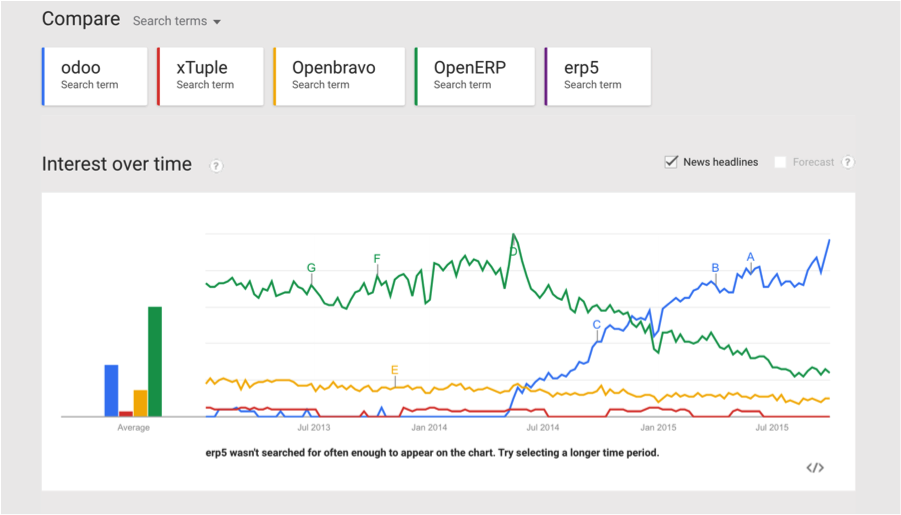 Compare Search terms
odoo xTuple Openbravo OpenERP erp5
Search term Search term Search term Search term Search term
Interest over time ? News headlines Forecast ?
D
G F B A
C
E
Average Jul 2013 Jan 2014 Jul 2014 Jan 2015 Jul 2015
erp5 wasn't searched for often enough to appear on the chart. Try selecting a longer time period.
</>